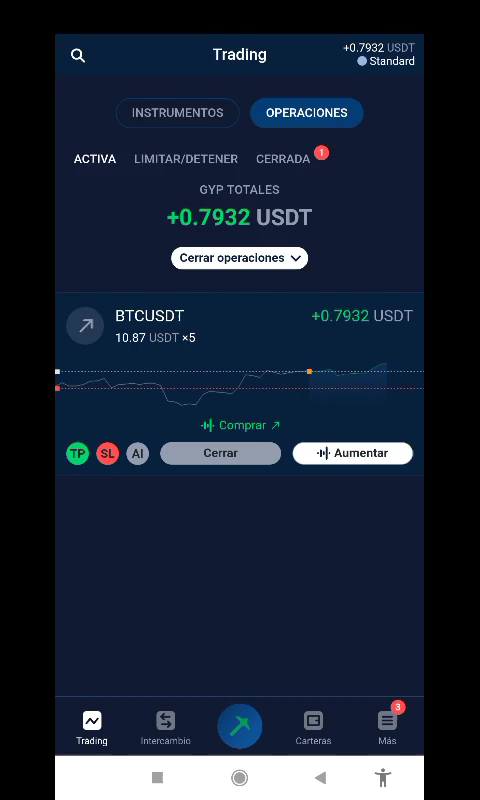 Trading
+0.7932 USDT
Standard
INSTRUMENTOS
OPERACIONES
ACTIVA
LIMITAR/DETENER
CERRADA
1
GYP TOTALES
+0.7932 USDT
Cerrar operaciones
BTCUSDT
+0.7932 USDT
10.87 USDT ×5
Comprar
TP
SL
AI
Cerrar
Aumentar
3
Trading
Intercambio
Carteras
Más